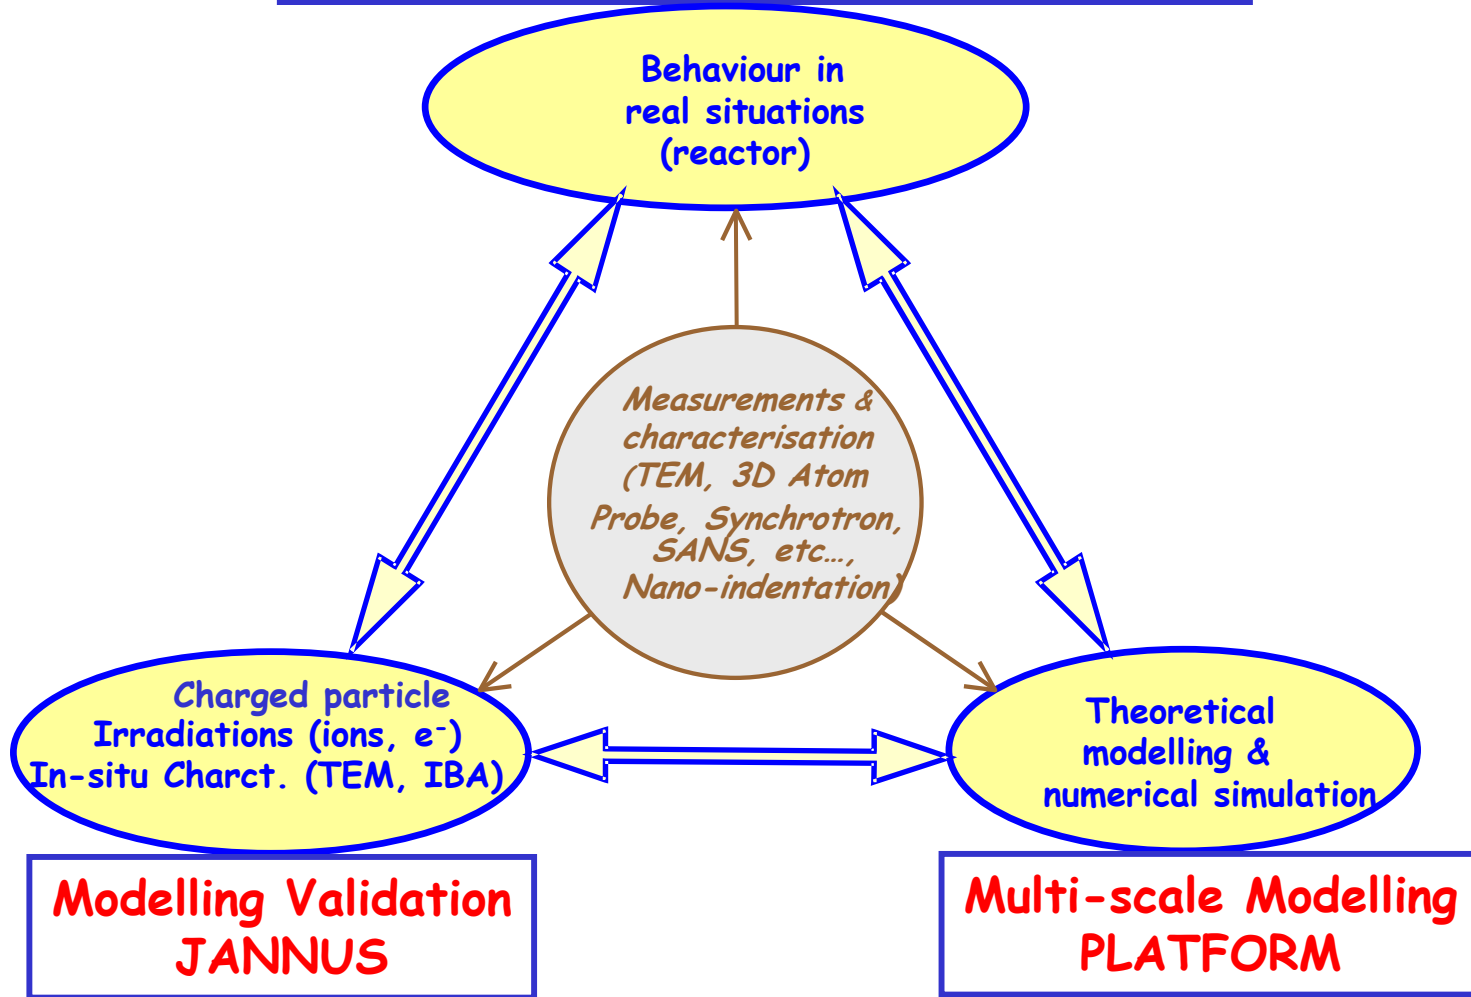 Behaviour in
real situations
(reactor)
Measurements &
characterisation
(TEM, 3D Atom
Probe, Synchrotron,
SANS, etc…,
Nano-indentation)
Charged particle
Irradiations (ions, e⁻)
In-situ Charct. (TEM, IBA)
Theoretical
modelling &
numerical simulation
Modelling Validation
JANNUS
Multi-scale Modelling
PLATFORM